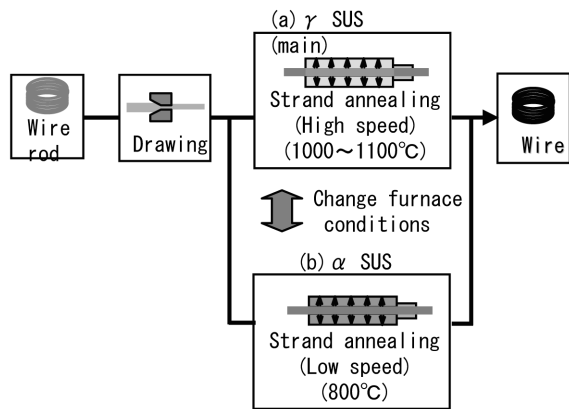 (a) γ SUS
(main)
Wire
rod
Drawing
Strand annealing
(High speed)
(1000～1100℃)
Wire
Change furnace
conditions
(b) α SUS
Strand annealing
(Low speed)
(800℃)